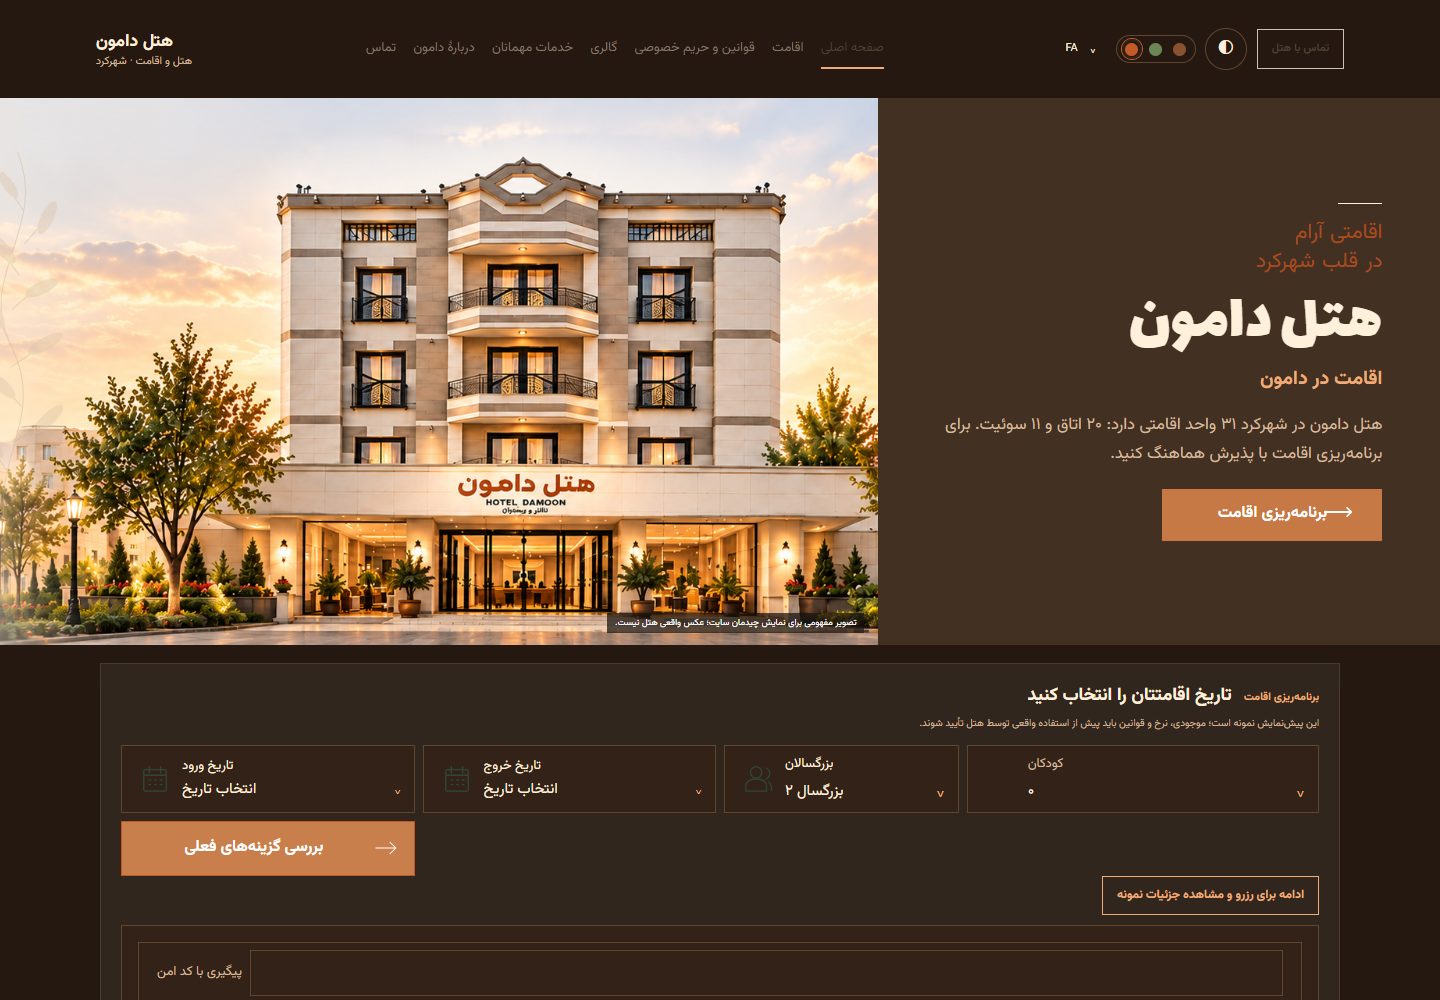 هتل دامون
هتل و اقامت · شهرکرد
صفحه اصلی
اقامت
قوانین و حریم خصوصی
گالری
خدمات مهمانان
دربارهٔ دامون
تماس
FA
تماس با هتل
اقامتی آرام
در قلب شهرکرد
هتل دامون
اقامت در دامون
هتل دامون در شهرکرد ۳۱ واحد اقامتی دارد: ۲۰ اتاق و ۱۱ سوئیت. برای
برنامه‌ریزی اقامت با پذیرش هماهنگ کنید.
برنامه‌ریزی اقامت
هتل دامون
HOTEL DAMOON
تصویر مفهومی برای نمایش چیدمان سایت؛ عکس واقعی هتل نیست.
برنامه‌ریزی اقامت
تاریخ اقامتتان را انتخاب کنید
این پیش‌نمایش نمونه است؛ موجودی، نرخ و قوانین باید پیش از استفاده واقعی توسط هتل تأیید شوند.
کودکان
۰
بزرگسالان
۲ بزرگسال
تاریخ خروج
انتخاب تاریخ
تاریخ ورود
انتخاب تاریخ
بررسی گزینه‌های فعلی
ادامه برای رزرو و مشاهده جزئیات نمونه
پیگیری با کد امن